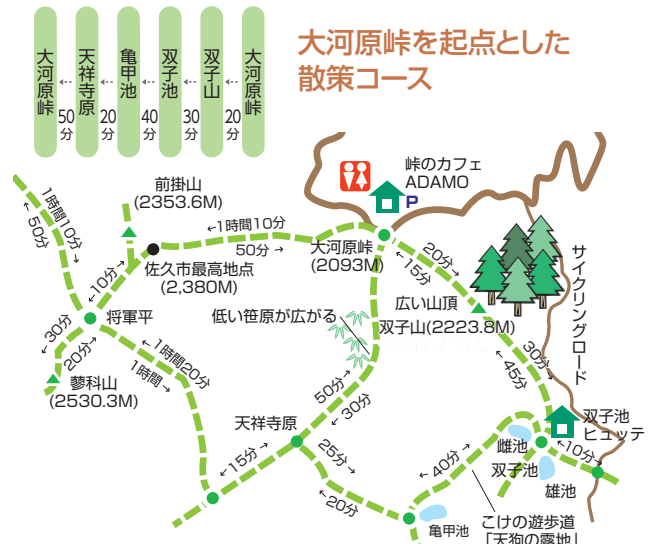 大河原峠を起点とした
散策コース
大河原峠
20分
双子山
30分
双子池
40分
亀甲池
20分
天祥寺原
50分
大河原峠
峠のカフェ
ADAMO
P
前掛山
(2353.6M)
1時間10分→
←50分
←1時間10分
50分→
大河原峠
(2093M)
20分→
←15分
サイクリングロード
←10分→
佐久市最高地点
(2,380M)
低い笹原が広がる
広い山頂
双子山(2223.8M)
将軍平
←30分
20分→
←1時間20分
1時間→
30分→
←45分
蓼科山
(2530.3M)
50分→
←30分
天祥寺原
双子池
ヒュッテ
雌池
双子池
←10分→
雄池
←15分→
25分→
←20分
←40分→
亀甲池
こけの遊歩道
「天狗の露地」